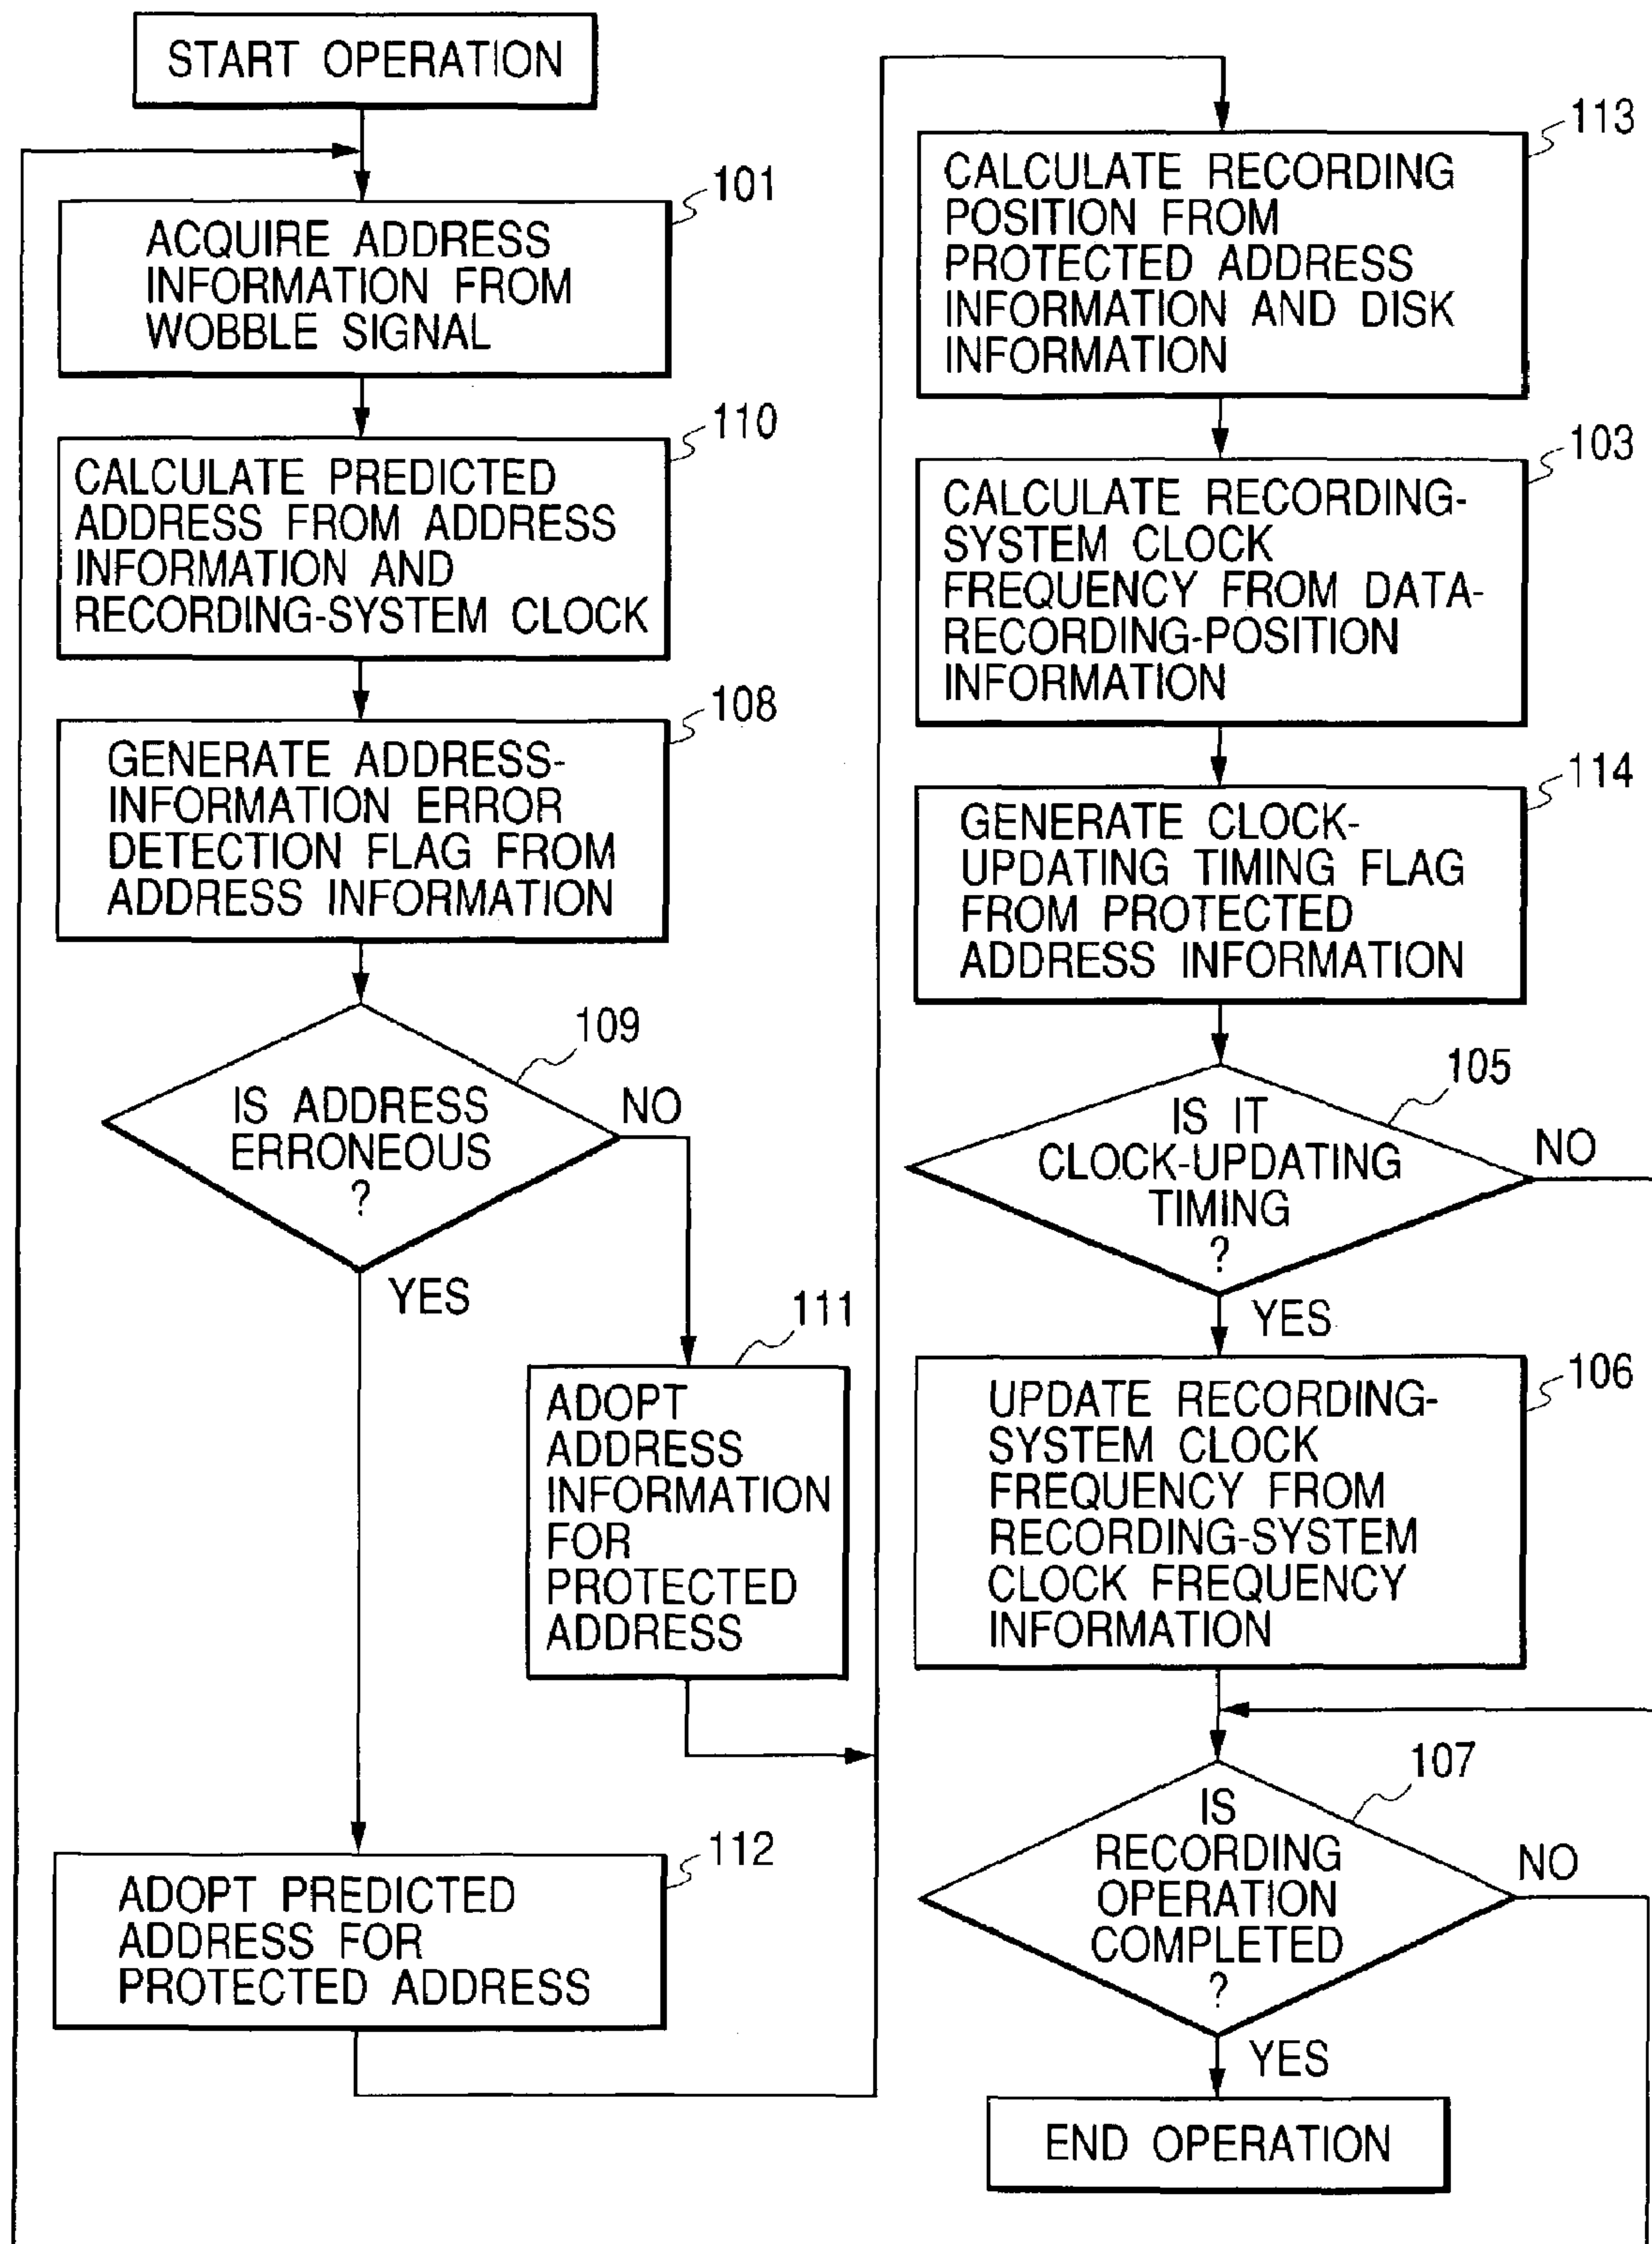 START OPERATION
101
ACQUIRE ADDRESS
INFORMATION FROM
WOBBLE SIGNAL
110
CALCULATE PREDICTED
ADDRESS FROM ADDRESS
INFORMATION AND
RECORDING-SYSTEM CLOCK
108
GENERATE ADDRESS-
INFORMATION ERROR
DETECTION FLAG FROM
ADDRESS INFORMATION
109
IS ADDRESS
ERRONEOUS
?
NO
YES
111
ADOPT
ADDRESS
INFORMATION
FOR
PROTECTED
ADDRESS
112
ADOPT PREDICTED
ADDRESS FOR
PROTECTED ADDRESS
113
CALCULATE RECORDING
POSITION FROM
PROTECTED ADDRESS
INFORMATION AND DISK
INFORMATION
103
CALCULATE RECORDING-
SYSTEM CLOCK
FREQUENCY FROM DATA-
RECORDING-POSITION
INFORMATION
114
GENERATE CLOCK-
UPDATING TIMING FLAG
FROM PROTECTED
ADDRESS INFORMATION
105
IS IT
CLOCK-UPDATING
TIMING
?
NO
YES
106
UPDATE RECORDING-
SYSTEM CLOCK
FREQUENCY FROM
RECORDING-SYSTEM
CLOCK FREQUENCY
INFORMATION
107
IS
RECORDING
OPERATION
COMPLETED
?
NO
YES
END OPERATION